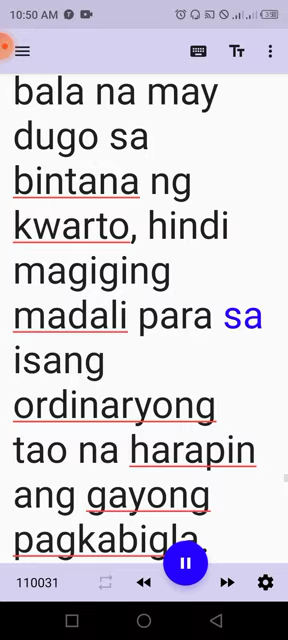 10:50 AM
bala na may
dugo sa
bintana ng
kwarto, hindi
magiging
madali para sa
isang
ordinaryong
tao na harapin
ang gayong
pagkabigla.
110031